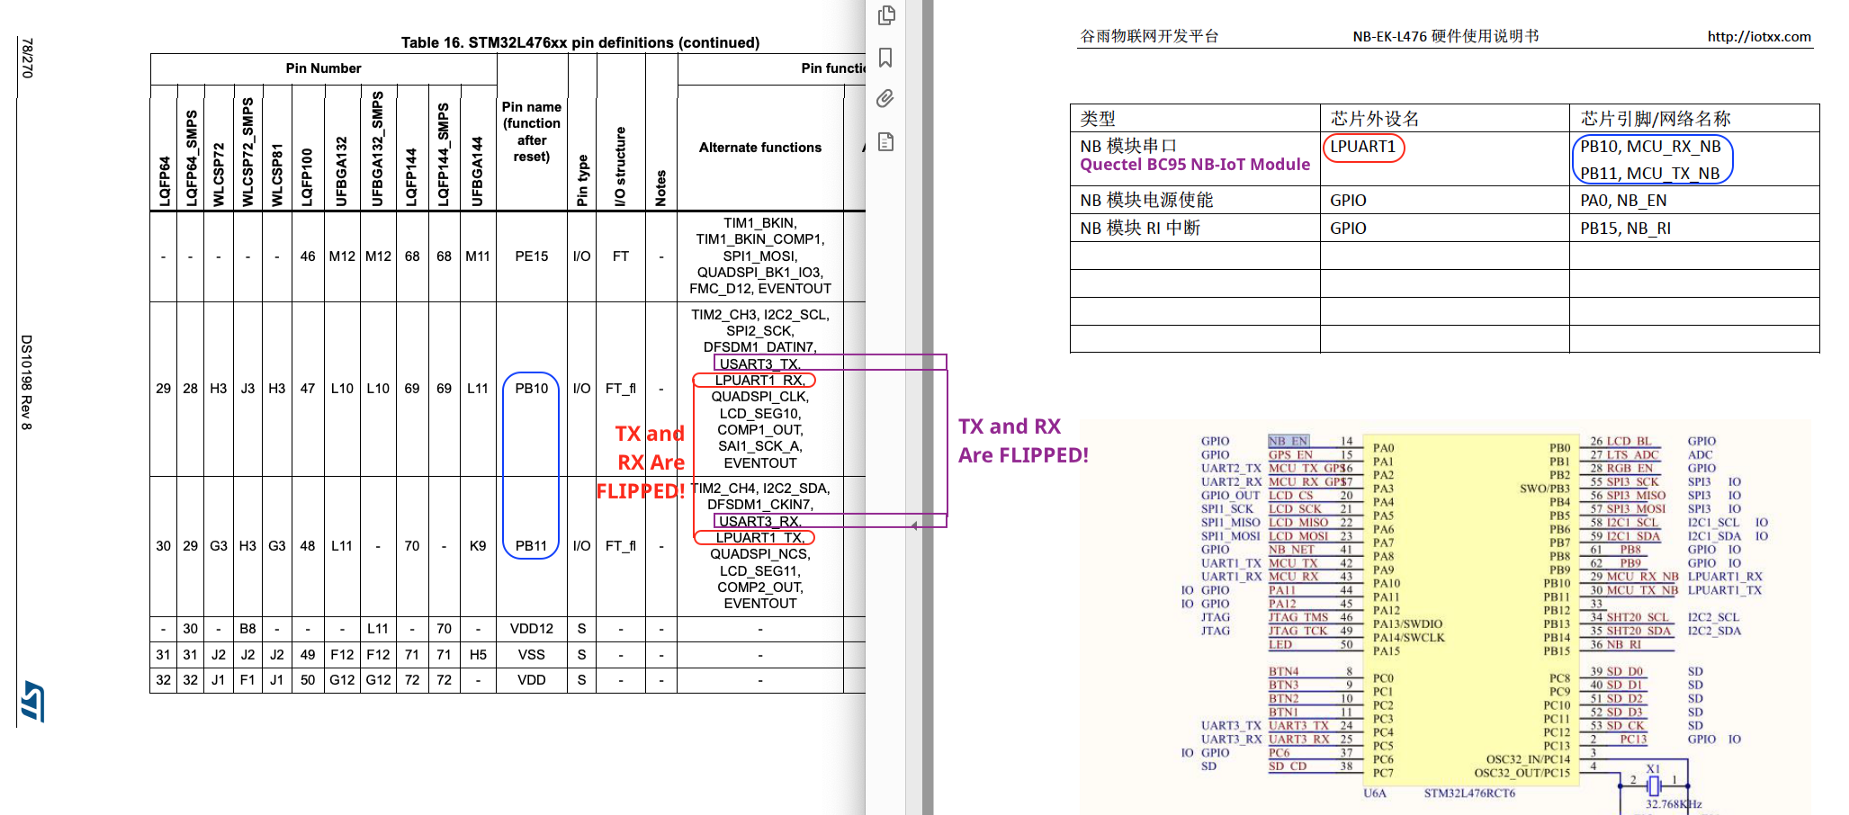 78/270
DS10198 Rev 8
Table 16. STM32L476xx pin definitions (continued)
Pin Number
Pin functi
LQFP64
LQFP64_SMPS
WLCSP72
WLCSP72_SMPS
WLCSP81
LQFP100
UFBGA132
UFBGA132_SMPS
LQFP144
LQFP144_SMPS
UFBGA144
Pin name
(function
after
reset)
Pin type
I/O structure
Notes
Alternate functions
- - - - - 46 M12 M12 68 68 M11 PE15 I/O FT -
TIM1_BKIN,
TIM1_BKIN_COMP1,
SPI1_MOSI,
QUADSPI_BK1_IO3,
FMC_D12, EVENTOUT
29 28 H3 J3 H3 47 L10 L10 69 69 L11 PB10 I/O FT_fl -
TIM2_CH3, I2C2_SCL,
SPI2_SCK,
DFSDM1_DATIN7,
USART3_TX,
LPUART1_RX,
QUADSPI_CLK,
LCD_SEG10,
COMP1_OUT,
SAI1_SCK_A,
EVENTOUT
30 29 G3 H3 G3 48 L11 - 70 - K9 PB11 I/O FT_fl -
TIM2_CH4, I2C2_SDA,
DFSDM1_CKIN7,
USART3_RX,
LPUART1_TX,
QUADSPI_NCS,
LCD_SEG11,
COMP2_OUT,
EVENTOUT
- 30 - B8 - - - L11 - 70 - VDD12 S - - -
31 31 J2 J2 J2 49 F12 F12 71 71 H5 VSS S - - -
32 32 J1 F1 J1 50 G12 G12 72 72 - VDD S - - -
TX and
RX Are
FLIPPED!
TX and RX
Are FLIPPED!
ST
谷雨物联网开发平台 NB-EK-L476 硬件使用说明书 http://iotxx.com
类型 芯片外设名 芯片引脚/网络名称
NB 模块串口 LPUART1 PB10, MCU_RX_NB
Quectel BC95 NB-IoT Module
PB11, MCU_TX_NB
NB 模块电源使能 GPIO PA0, NB_EN
NB 模块 RI 中断 GPIO PB15, NB_RI
GPIO NB_EN 14 PA0
GPIO GPS_EN 15 PA1
UART2_TX MCU_TX_GPS 16 PA2
UART2_RX MCU_RX_GPS 17 PA3
GPIO_OUT LCD_CS 20 PA4
SPI1_SCK LCD_SCK 21 PA5
SPI1_MISO LCD_MISO 22 PA6
SPI1_MOSI LCD_MOSI 23 PA7
GPIO NB_NET 41 PA8
UART1_TX MCU_TX 42 PA9
UART1_RX MCU_RX 43 PA10
IO GPIO PA11 44 PA11
IO GPIO PA12 45 PA12
JTAG JTAG_TMS 46 PA13/SWDIO
JTAG JTAG_TCK 49 PA14/SWCLK
LED 50 PA15
BTN4 8 PC0
BTN3 9 PC1
BTN2 10 PC2
BTN1 11 PC3
UART3_TX UART3_TX 24 PC4
UART3_RX UART3_RX 25 PC5
IO GPIO PC6 37 PC6
SD SD_CD 38 PC7
PB0 26 LCD_BL GPIO
PB1 27 LTS_ADC ADC
PB2 28 RGB_EN GPIO
SWO/PB3 55 SPI3_SCK SPI3 IO
PB4 56 SPI3_MISO SPI3 IO
PB5 57 SPI3_MOSI SPI3 IO
PB6 58 I2C1_SCL I2C1_SCL IO
PB7 59 I2C1_SDA I2C1_SDA IO
PB8 61 PB8 GPIO IO
PB9 62 PB9 GPIO IO
PB10 29 MCU_RX_NB LPUART1_RX
PB11 30 MCU_TX_NB LPUART1_TX
PB12 33
PB13 34 SHT20_SCL I2C2_SCL
PB14 35 SHT20_SDA I2C2_SDA
PB15 36 NB_RI
PC8 39 SD_D0 SD
PC9 40 SD_D1 SD
PC10 51 SD_D2 SD
PC11 52 SD_D3 SD
PC12 53 SD_CK SD
PC13 2 PC13 GPIO IO
OSC32_IN/PC14 3
OSC32_OUT/PC15 4
U6A STM32L476RCT6
X1
2 1
32.768KHz